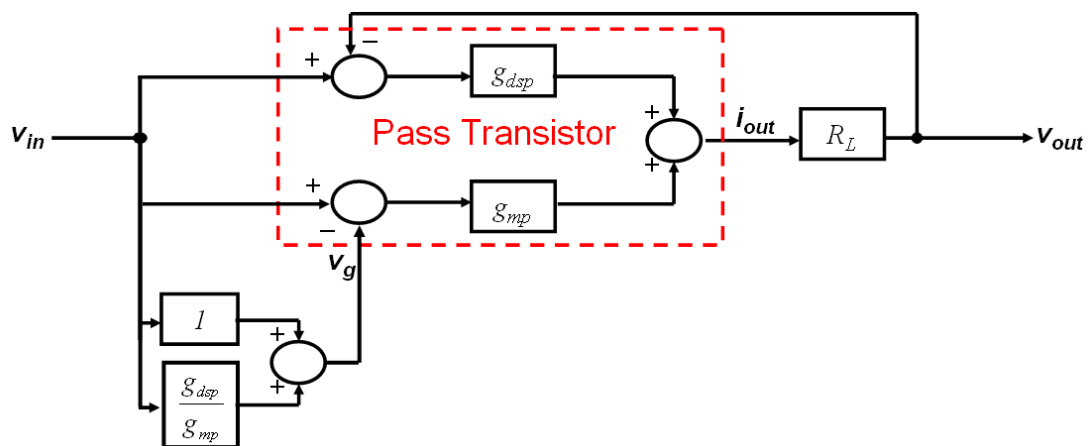 −
+
g_dsp
+
Pass Transistor
i_out
R_L
v_in
v_out
+
+
g_mp
−
v_g
1
+
+
g_dsp
g_mp